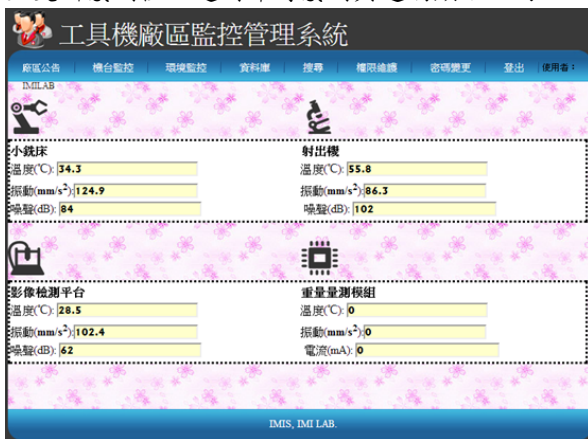 工具機廠區監控管理系統
廠區公告 機台監控 環境監控 資料庫 搜尋 權限維護 密碼變更 登出 使用者：
IMILAB
小銑床 射出機
溫度(℃): 34.3 溫度(℃): 55.8
振動(mm/s²): 124.9 振動(mm/s²): 86.3
噪聲(dB): 84 噪聲(dB): 102
影像檢測平台 重量量測模組
溫度(℃): 28.5 溫度(℃): 0
振動(mm/s²): 102.4 振動(mm/s²): 0
噪聲(dB): 62 電流(mA): 0
IMIS, IMI LAB.